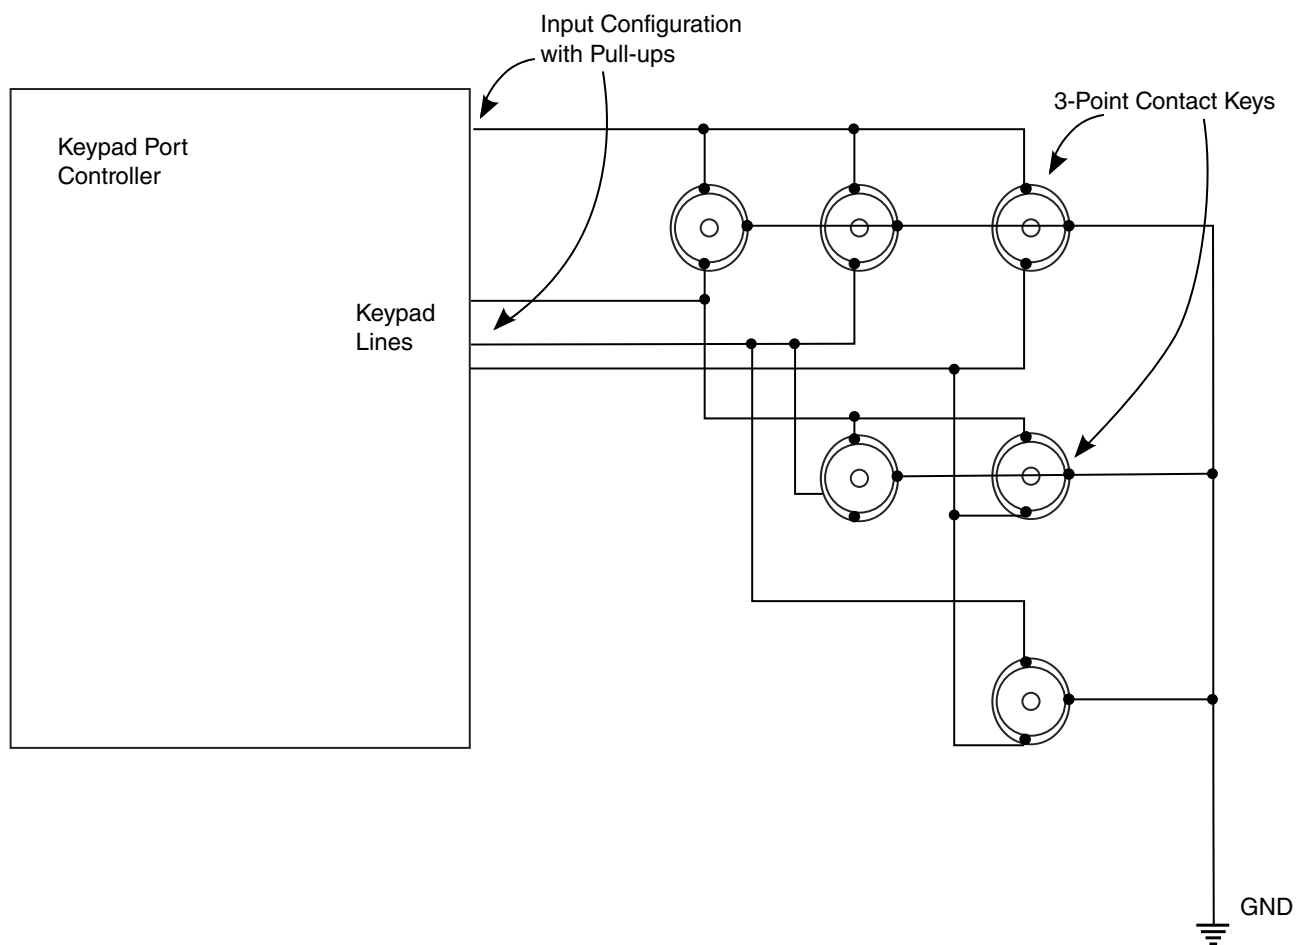 Input Configuration
with Pull-ups
3-Point Contact Keys
Keypad Port
Controller
Keypad
Lines
GND